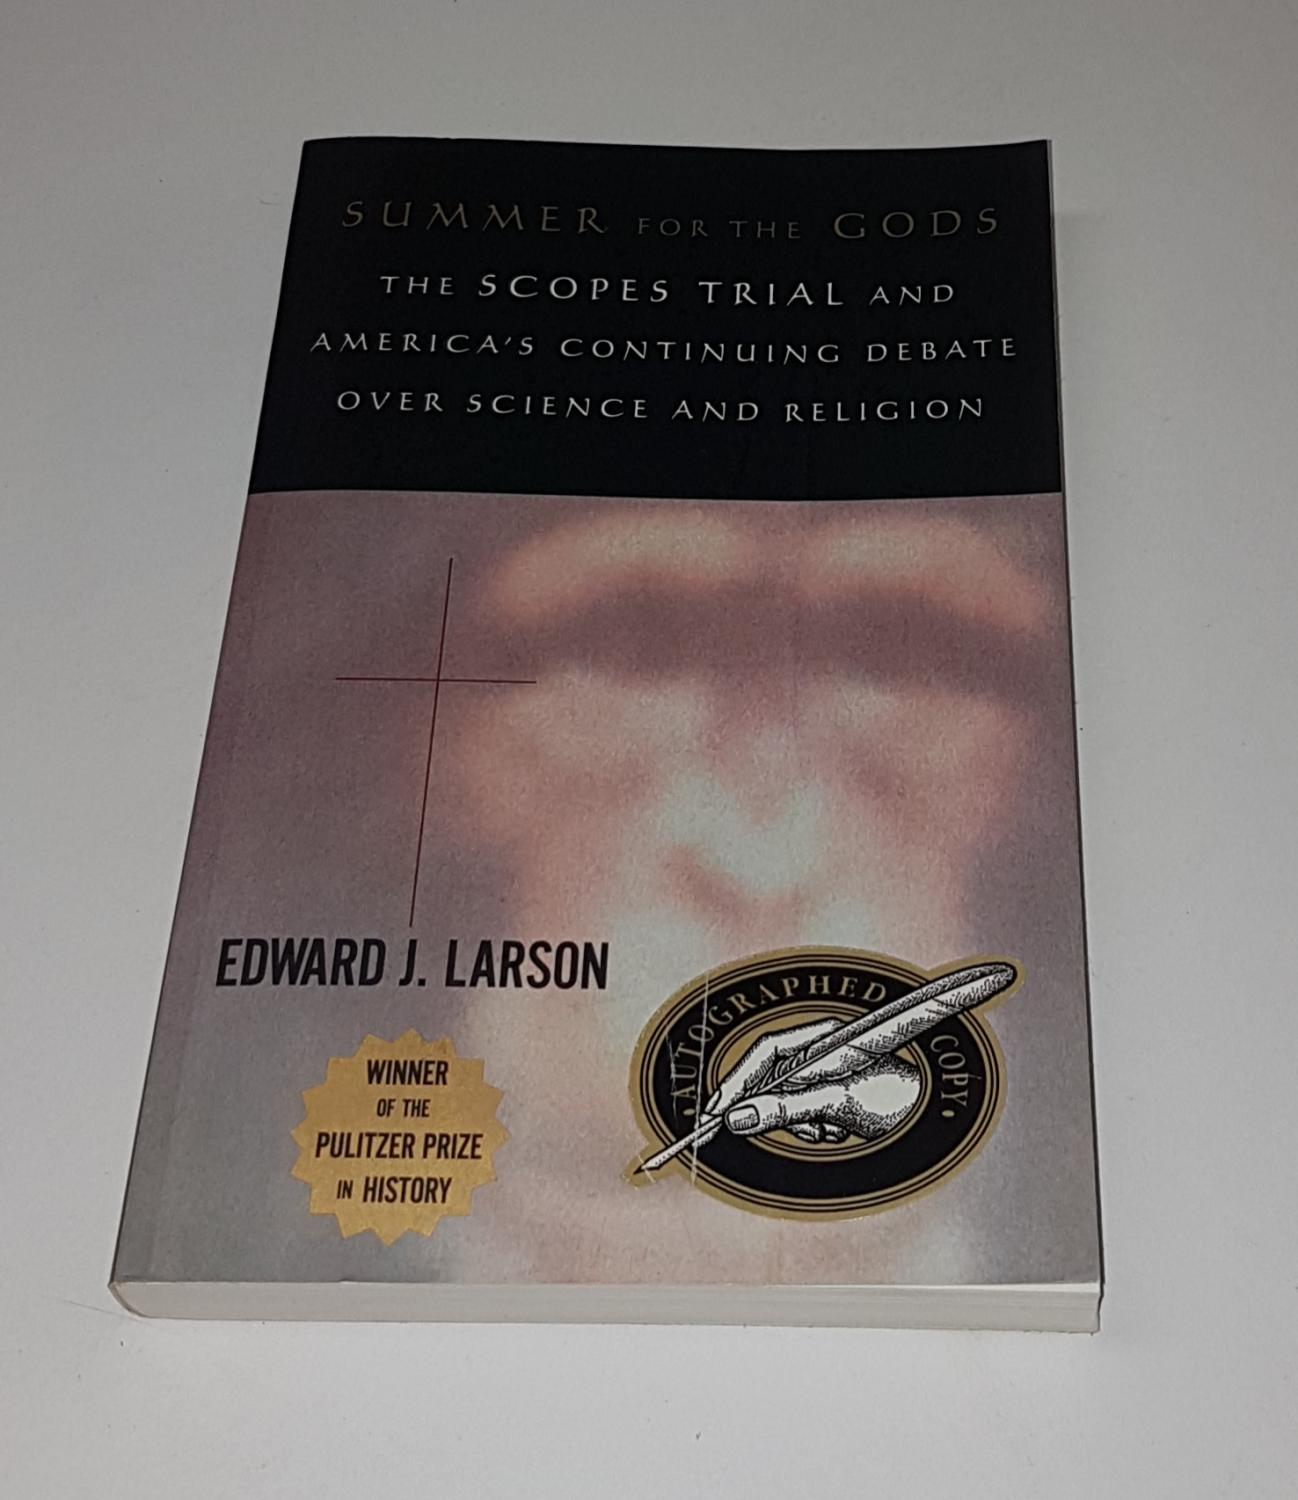 SUMMER FOR THE GODS
THE SCOPES TRIAL AND
AMERICA'S CONTINUING DEBATE
OVER SCIENCE AND RELIGION
EDWARD J. LARSON
WINNER
OF THE
PULITZER PRIZE
IN HISTORY
• AUTOGRAPHED COPY •